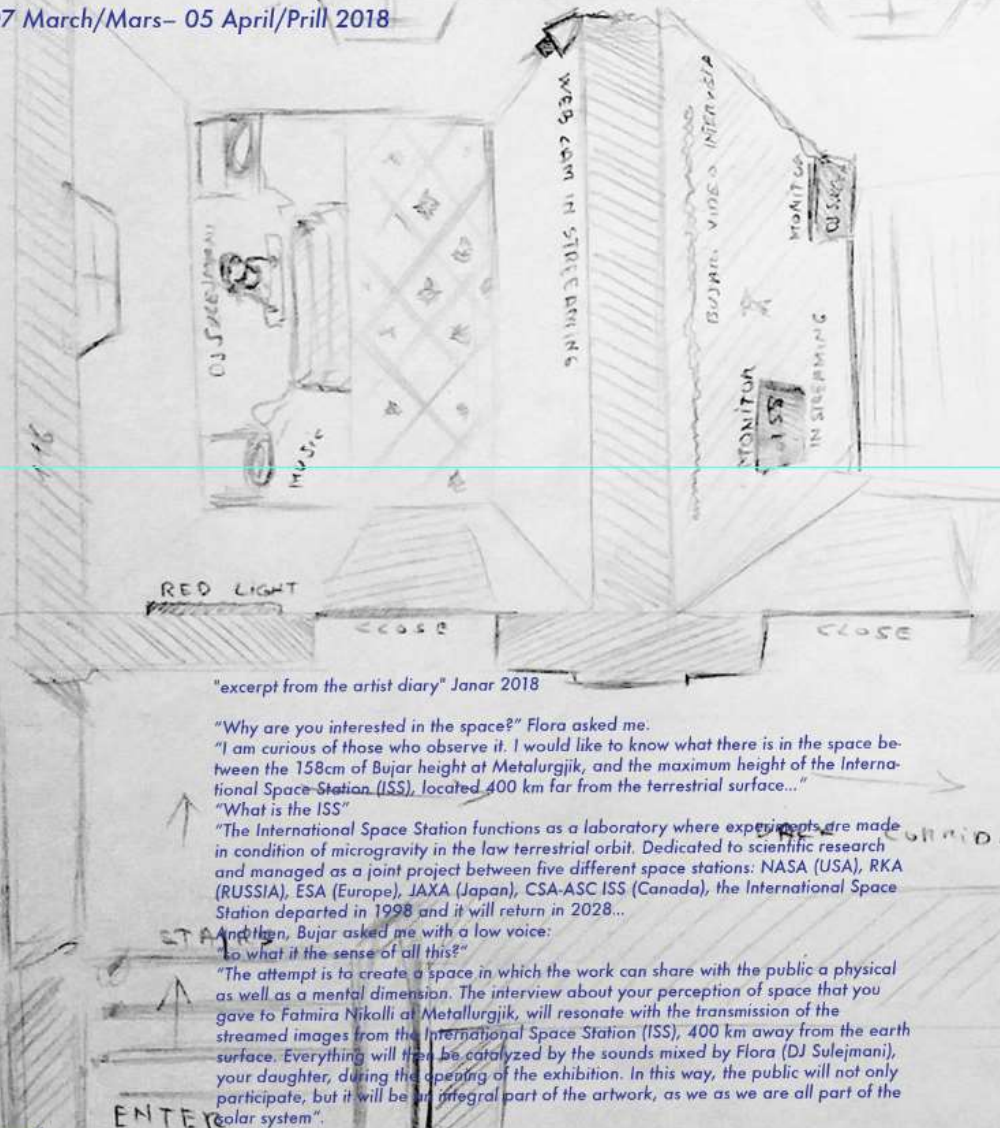 7 March/Mars– 05 April/Prill 2018
WEB CAM IN STREEAMING
BUJAR VIDEO
MONITOR
DJ SULEJMANI
MONITOR
ISS
IN STREAMING
MUSIC
RED LIGHT
CLOSE
CLOSE
"excerpt from the artist diary" Janar 2018
“Why are you interested in the space?” Flora asked me.
“I am curious of those who observe it. I would like to know what there is in the space be-
tween the 158cm of Bujar height at Metalurgjik, and the maximum height of the Interna-
tional Space Station (ISS), located 400 km far from the terrestrial surface...”
“What is the ISS”
“The International Space Station functions as a laboratory where experiments are made
in condition of microgravity in the law terrestrial orbit. Dedicated to scientific research
and managed as a joint project between five different space stations: NASA (USA), RKA
(RUSSIA), ESA (Europe), JAXA (Japan), CSA-ASC ISS (Canada), the International Space
Station departed in 1998 and it will return in 2028...
And then, Bujar asked me with a low voice:
“to what it the sense of all this?”
“The attempt is to create a space in which the work can share with the public a physical
as well as a mental dimension. The interview about your perception of space that you
gave to Fatmira Nikolli at Metallurgjik, will resonate with the transmission of the
streamed images from the International Space Station (ISS), 400 km away from the earth
surface. Everything will then be catalyzed by the sounds mixed by Flora (DJ Sulejmani),
your daughter, during the opening of the exhibition. In this way, the public will not only
participate, but it will be an integral part of the artwork, as we as we are all part of the
solar system”.
STAIRS
ENTER